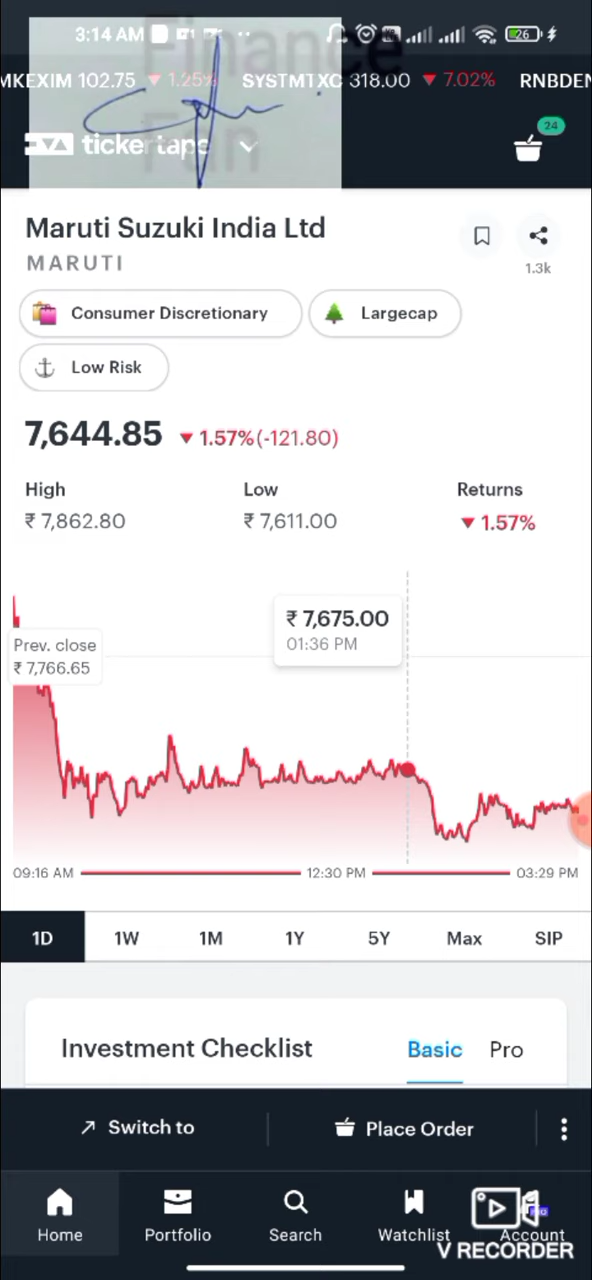 Finance
Fan
3:14 AM
26
MKEXIM 102.75 ▼ 1.25% SYSTMTXC 318.00 ▼ 7.02% RNBDEN
tickertape
24
Maruti Suzuki India Ltd
MARUTI
1.3k
Consumer Discretionary
Largecap
Low Risk
7,644.85 ▼ 1.57% (-121.80)
High Low Returns
₹ 7,862.80 ₹ 7,611.00 ▼ 1.57%
₹ 7,675.00
01:36 PM
Prev. close
₹ 7,766.65
09:16 AM 12:30 PM 03:29 PM
1D 1W 1M 1Y 5Y Max SIP
Investment Checklist Basic Pro
Switch to Place Order
Home Portfolio Search Watchlist Account
V RECORDER